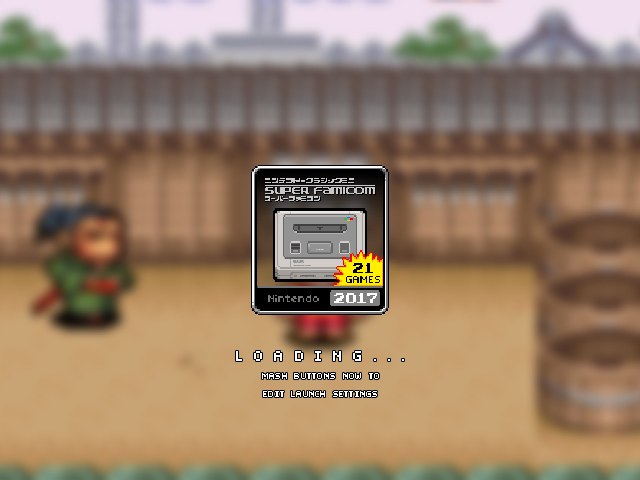 ニンテンドークラシックミニ
SUPER FAMICOM
スーパーファミコン
21
GAMES
Nintendo 2017
LOADING...
MASH BUTTONS NOW TO
EDIT LAUNCH SETTINGS